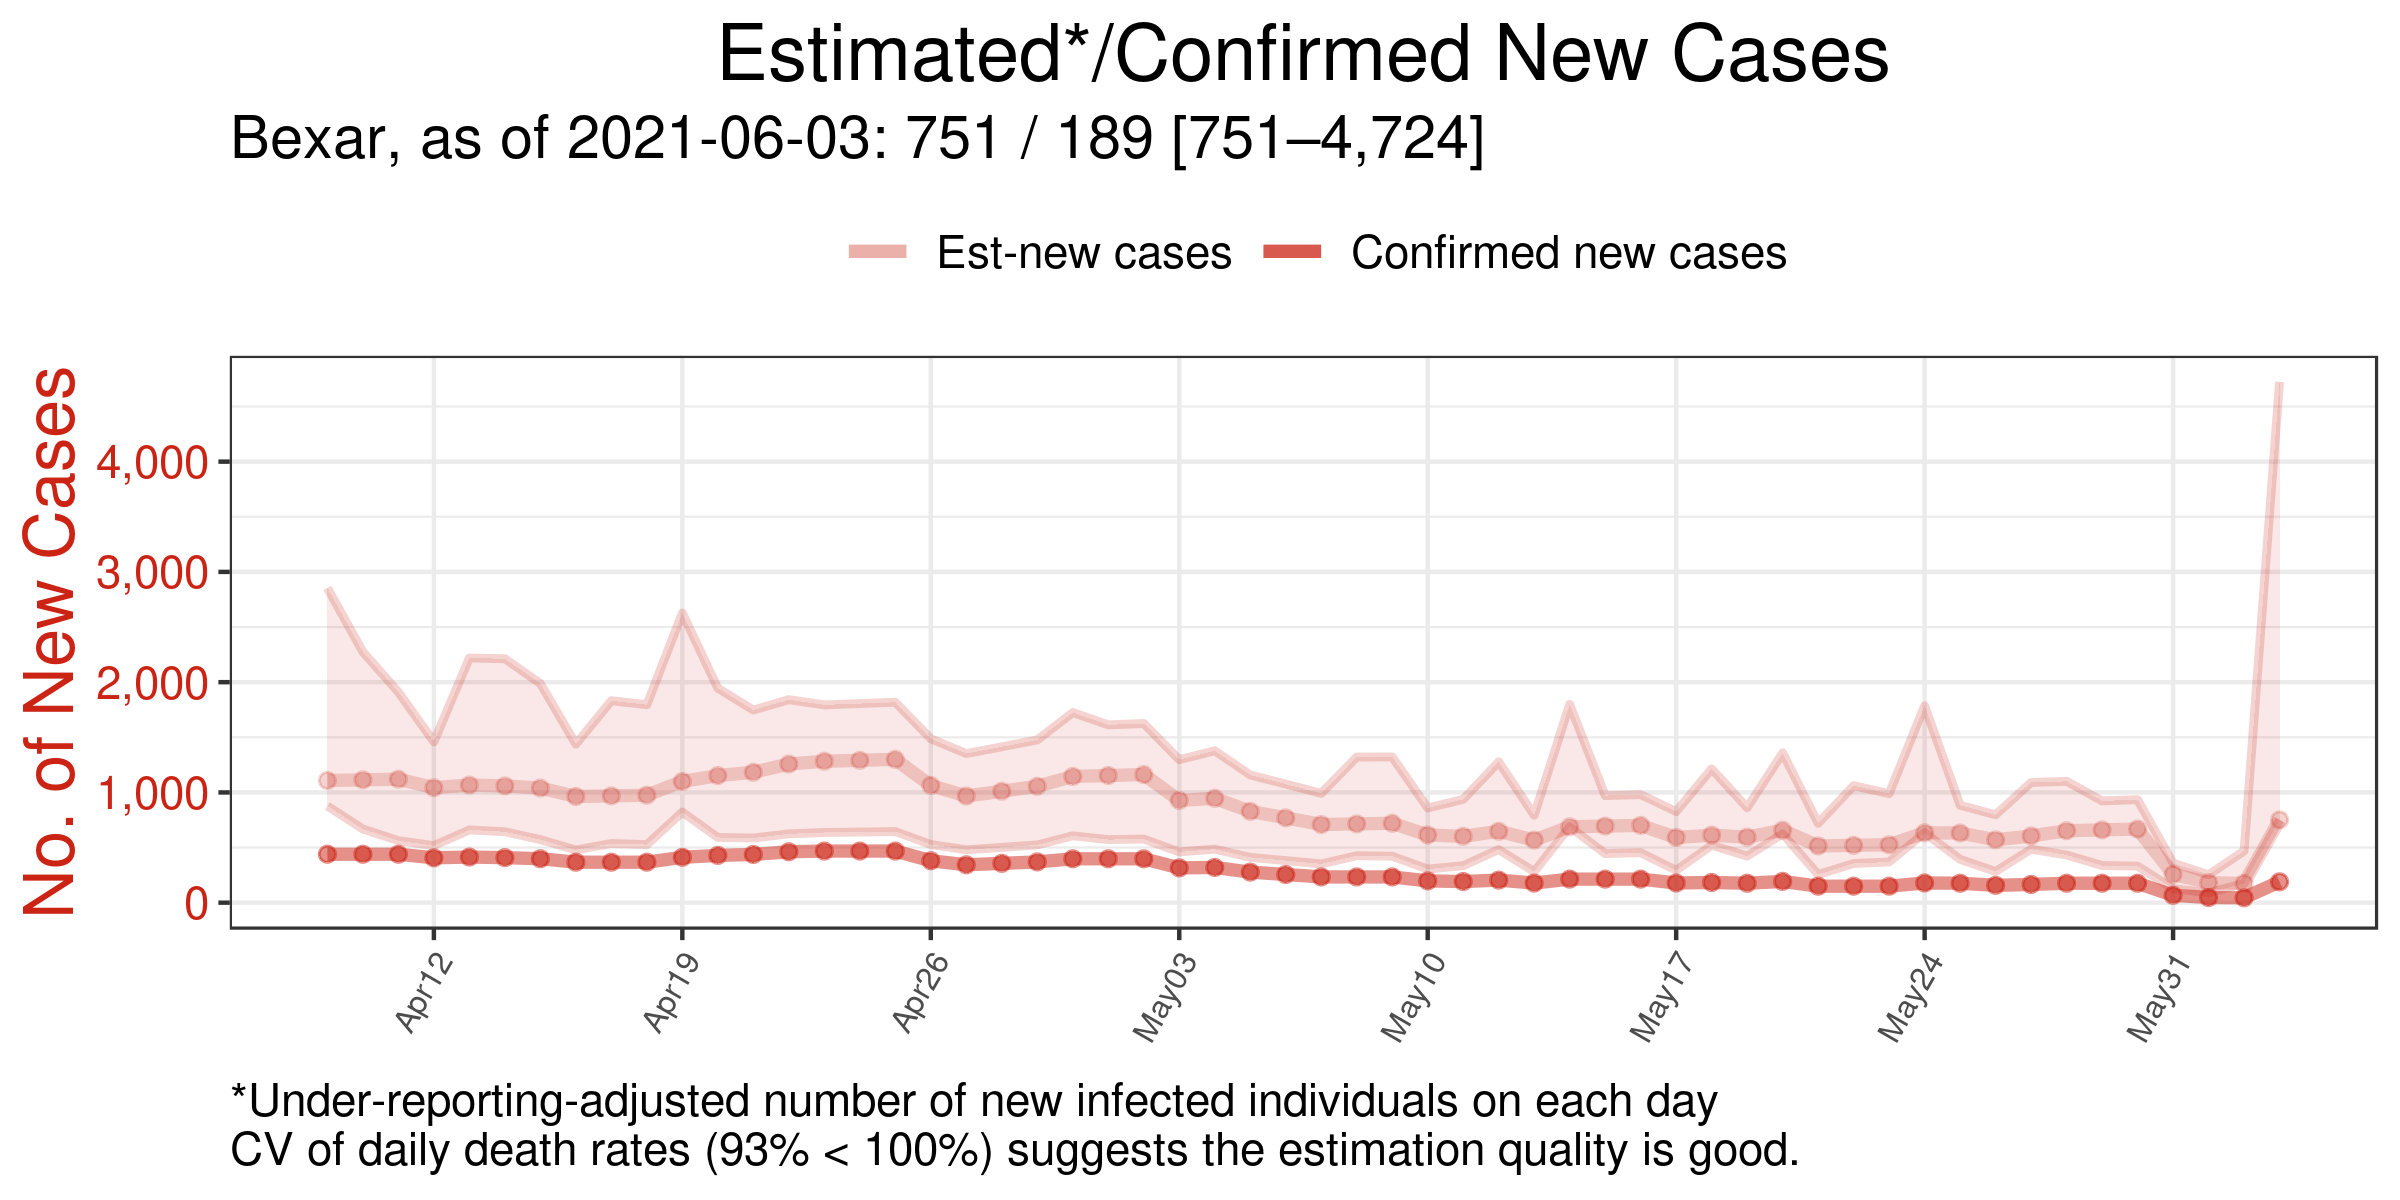 Estimated*/Confirmed New Cases
Bexar, as of 2021-06-03: 751 / 189 [751–4,724]
Est-new cases
Confirmed new cases
No. of New Cases
4,000
3,000
2,000
1,000
0
Apr12
Apr19
Apr26
May03
May10
May17
May24
May31
*Under-reporting-adjusted number of new infected individuals on each day
CV of daily death rates (93% < 100%) suggests the estimation quality is good.